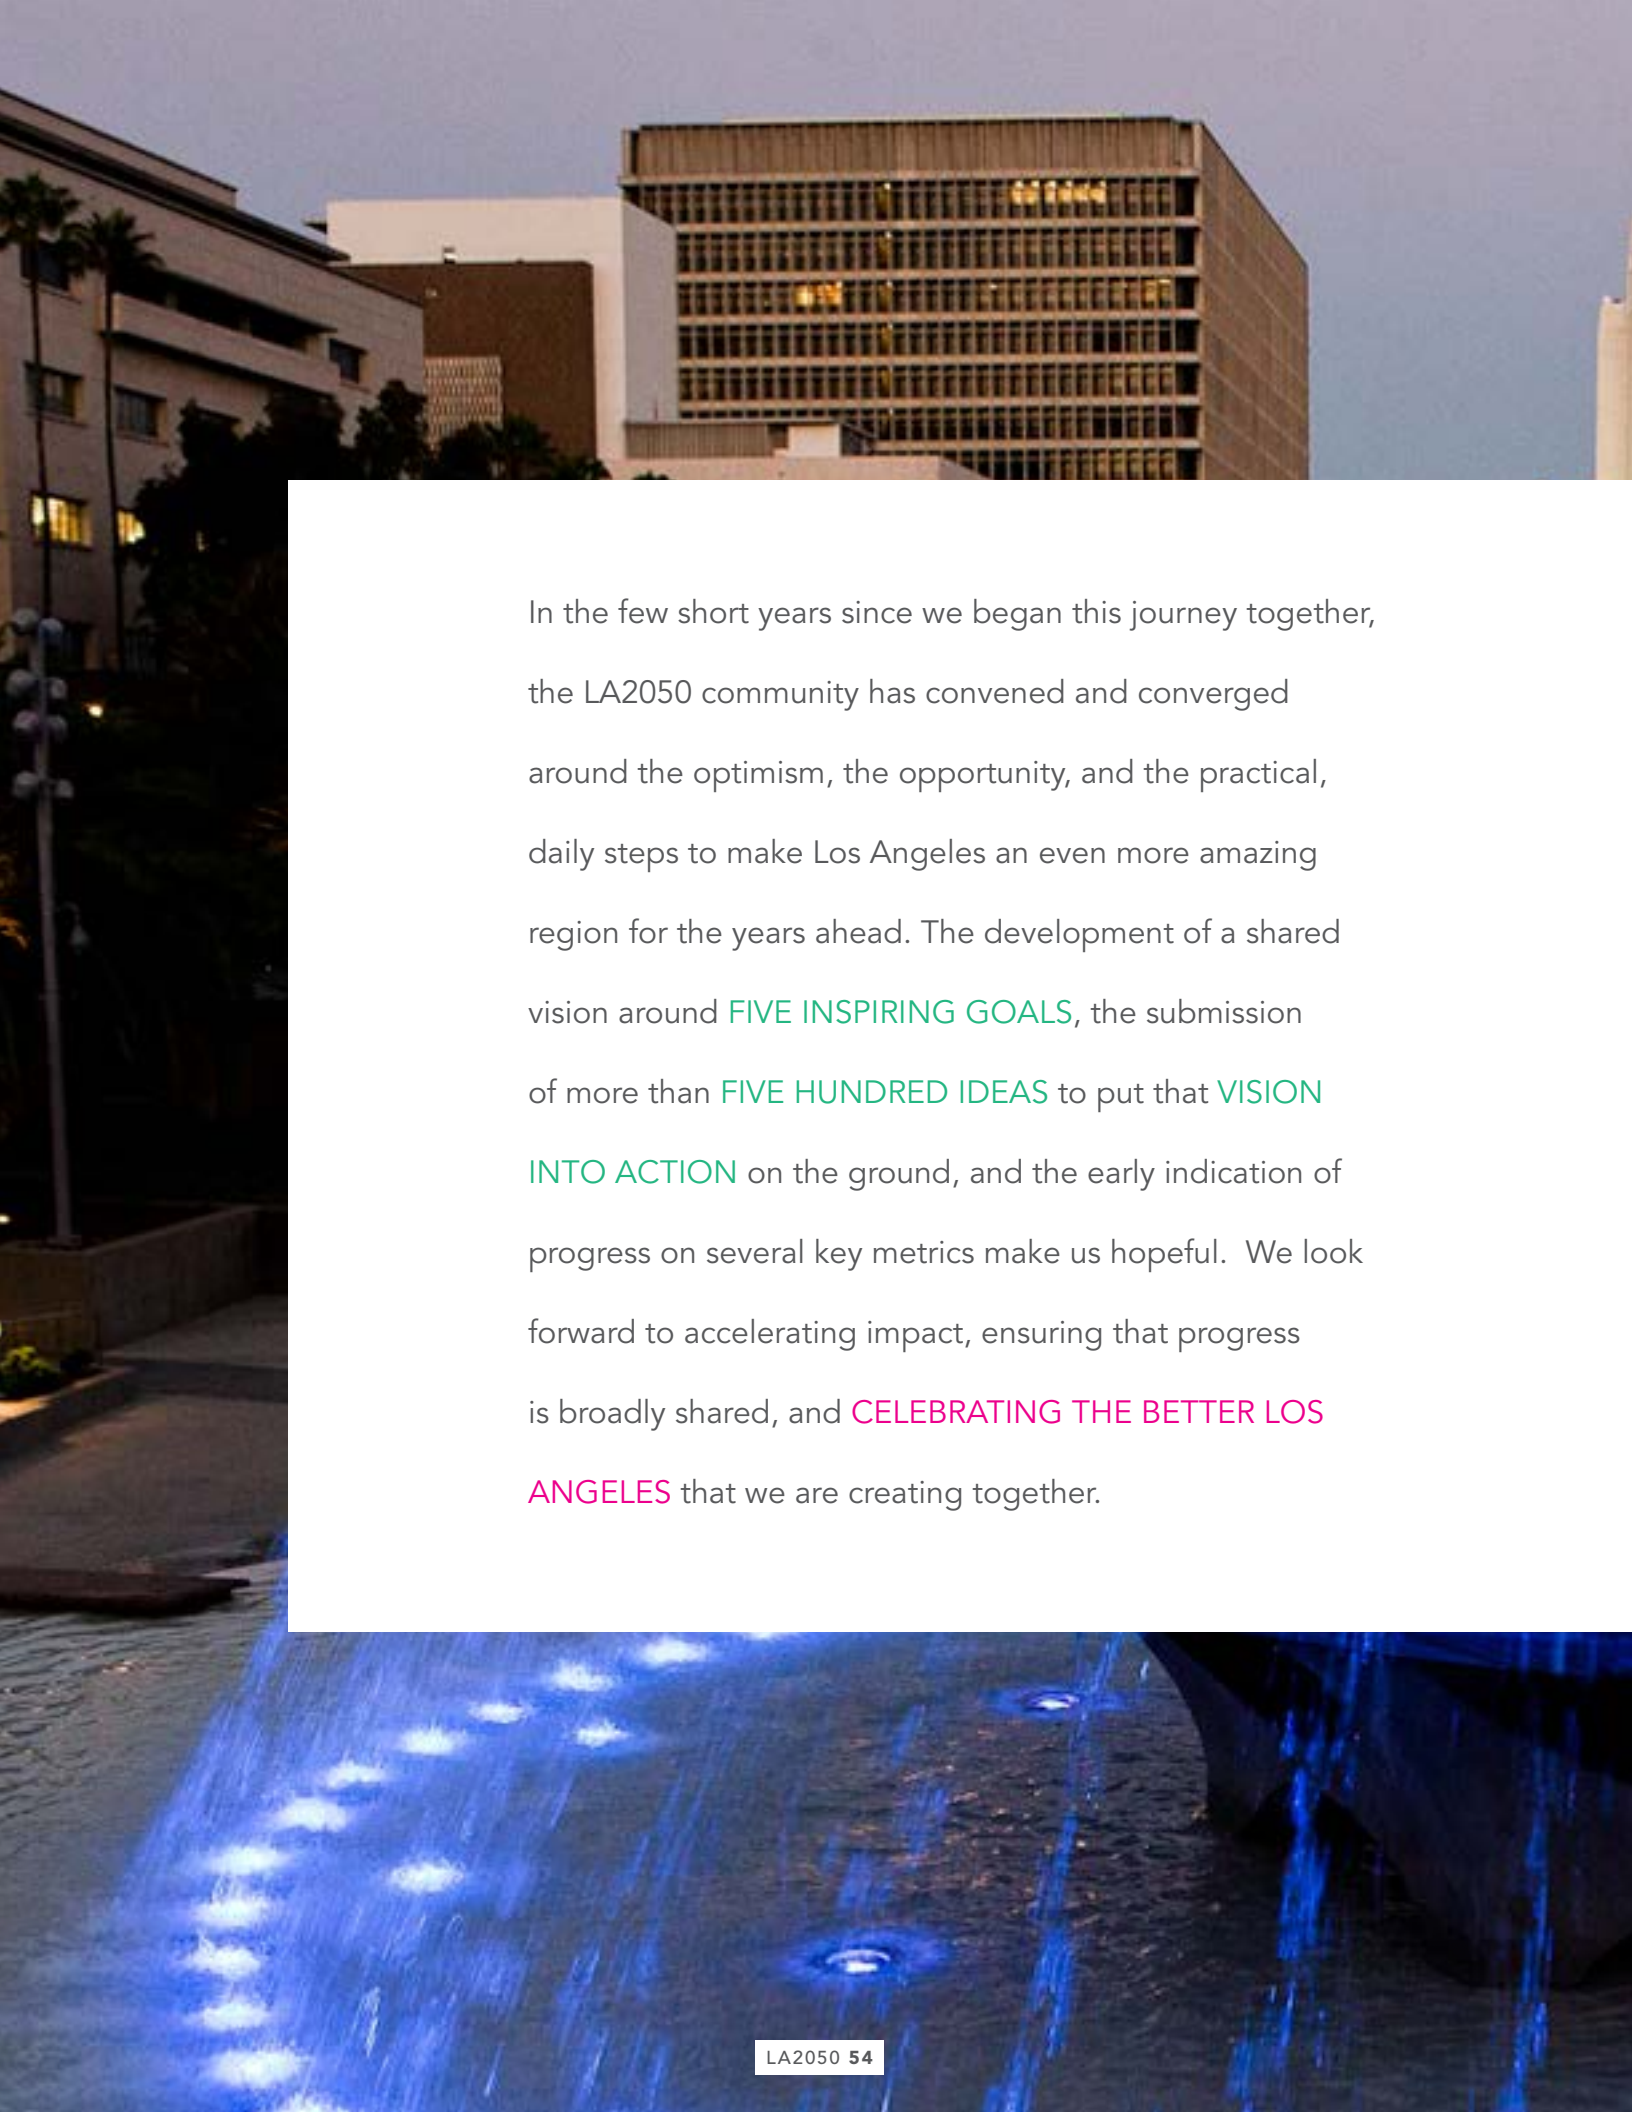 In the few short years since we began this journey together,
the LA2050 community has convened and converged
around the optimism, the opportunity, and the practical,
daily steps to make Los Angeles an even more amazing
region for the years ahead. The development of a shared
vision around FIVE INSPIRING GOALS, the submission
of more than FIVE HUNDRED IDEAS to put that VISION
INTO ACTION on the ground, and the early indication of
progress on several key metrics make us hopeful.  We look
forward to accelerating impact, ensuring that progress
is broadly shared, and CELEBRATING THE BETTER LOS
ANGELES that we are creating together.
LA2050 54